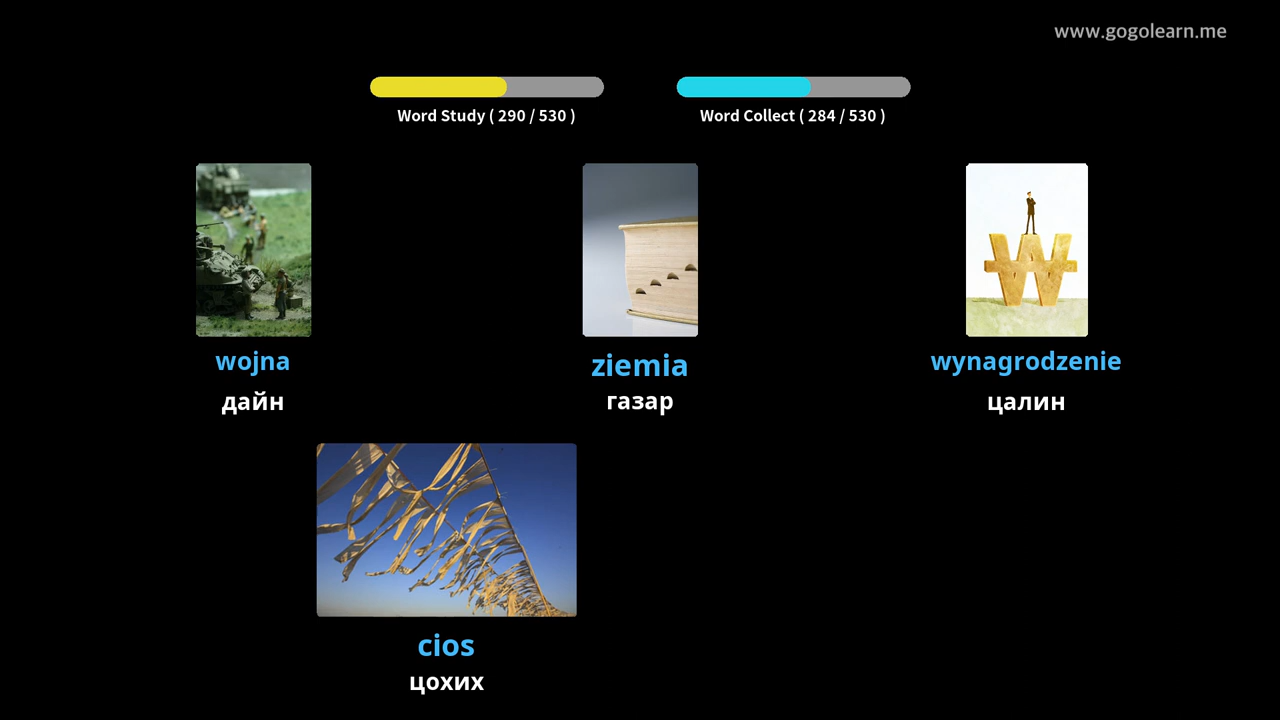 www.gogolearn.me
Word Study ( 290 / 530 )
Word Collect ( 284 / 530 )
wojna
дайн
ziemia
газар
wynagrodzenie
цалин
cios
цохих